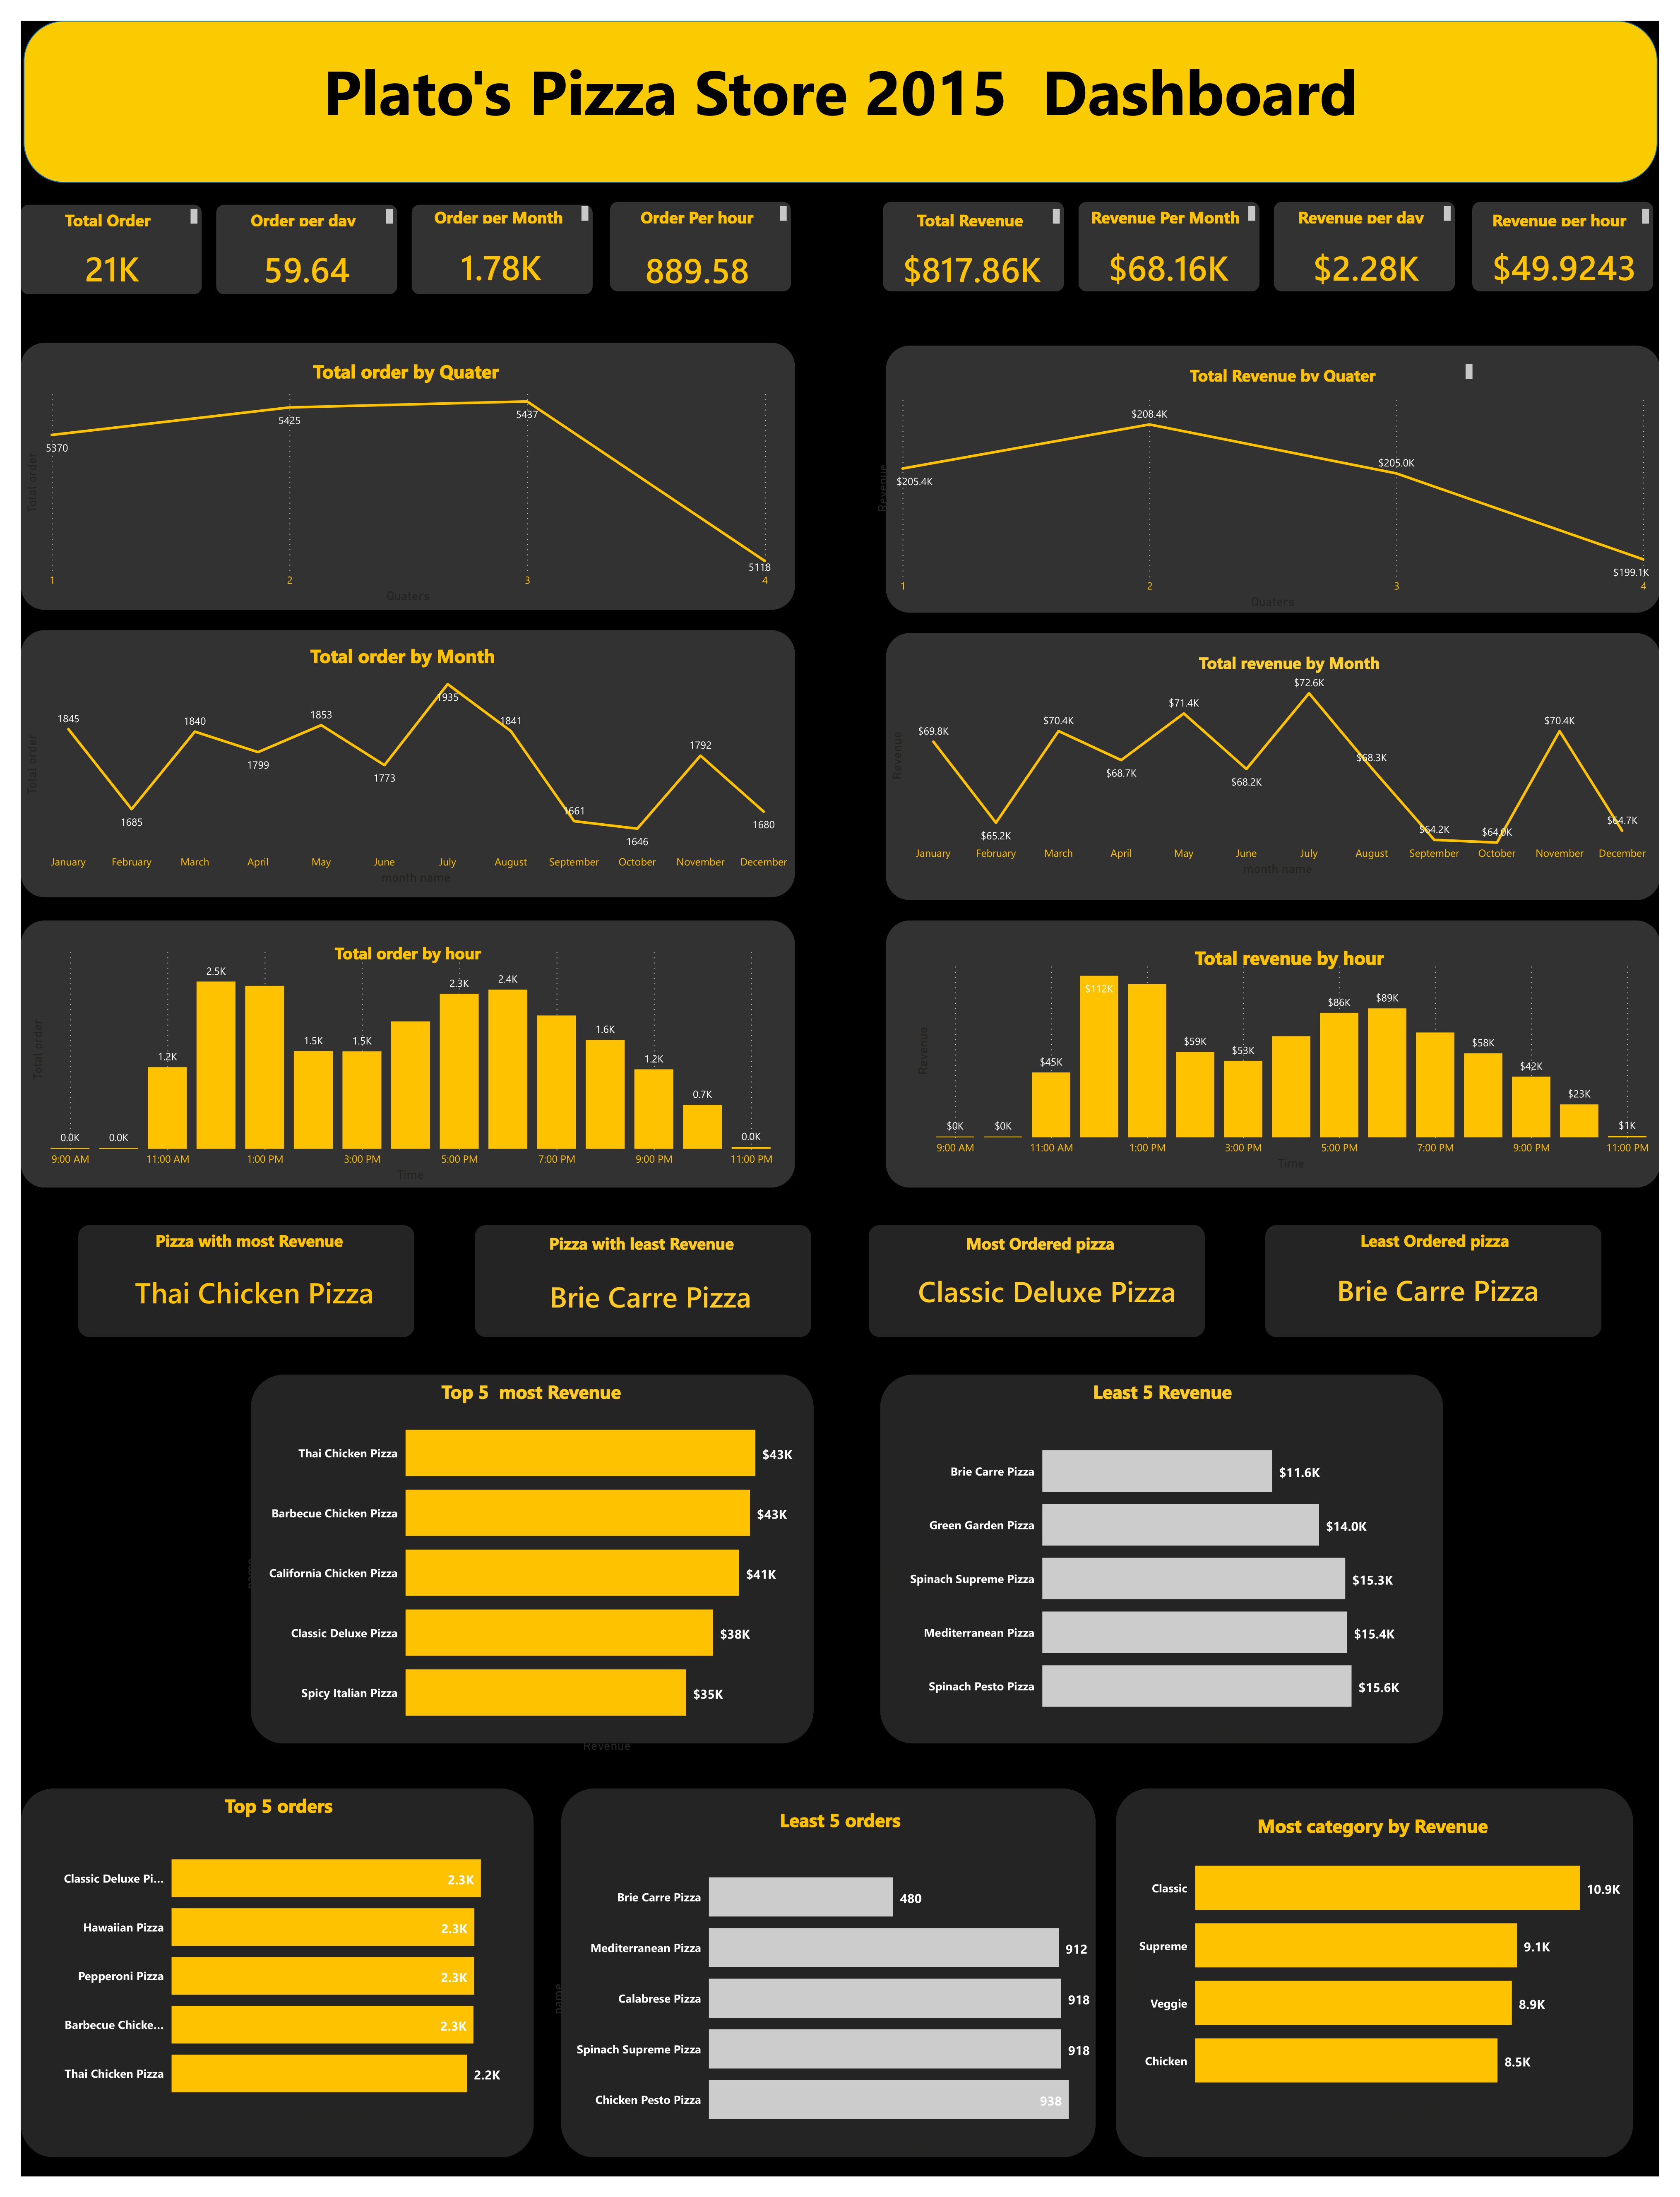 Plato's Pizza Store 2015  Dashboard
Total Order
21K
Order per day
59.64
Order per Month
1.78K
Order Per hour
889.58
Total Revenue
$817.86K
Revenue Per Month
$68.16K
Revenue per day
$2.28K
Revenue per hour
$49.9243
Total order by Quater
Total order
5370
5425
5437
5118
1 2 3 4
Quaters
Total Revenue by Quater
Revenue
$205.4K
$208.4K
$205.0K
$199.1K
1 2 3 4
Quaters
Total order by Month
Total order
1845
1685
1840
1799
1853
1773
1935
1841
1661
1646
1792
1680
January February March April May June July August September October November December
month name
Total revenue by Month
Revenue
$69.8K
$65.2K
$70.4K
$68.7K
$71.4K
$68.2K
$72.6K
$68.3K
$64.2K
$64.0K
$70.4K
$64.7K
January February March April May June July August September October November December
month name
Total order by hour
Total order
0.0K
0.0K
1.2K
2.5K
1.5K
1.5K
2.3K
2.4K
1.6K
1.2K
0.7K
0.0K
9:00 AM 11:00 AM 1:00 PM 3:00 PM 5:00 PM 7:00 PM 9:00 PM 11:00 PM
Time
Total revenue by hour
Revenue
$0K
$0K
$45K
$112K
$59K
$53K
$86K
$89K
$58K
$42K
$23K
$1K
9:00 AM 11:00 AM 1:00 PM 3:00 PM 5:00 PM 7:00 PM 9:00 PM 11:00 PM
Time
Pizza with most Revenue
Thai Chicken Pizza
Pizza with least Revenue
Brie Carre Pizza
Most Ordered pizza
Classic Deluxe Pizza
Least Ordered pizza
Brie Carre Pizza
Top 5  most Revenue
name
Thai Chicken Pizza $43K
Barbecue Chicken Pizza $43K
California Chicken Pizza $41K
Classic Deluxe Pizza $38K
Spicy Italian Pizza $35K
Revenue
Least 5 Revenue
Brie Carre Pizza $11.6K
Green Garden Pizza $14.0K
Spinach Supreme Pizza $15.3K
Mediterranean Pizza $15.4K
Spinach Pesto Pizza $15.6K
Top 5 orders
Classic Deluxe Pi... 2.3K
Hawaiian Pizza 2.3K
Pepperoni Pizza 2.3K
Barbecue Chicke... 2.3K
Thai Chicken Pizza 2.2K
Least 5 orders
name
Brie Carre Pizza 480
Mediterranean Pizza 912
Calabrese Pizza 918
Spinach Supreme Pizza 918
Chicken Pesto Pizza 938
Most category by Revenue
Classic 10.9K
Supreme 9.1K
Veggie 8.9K
Chicken 8.5K